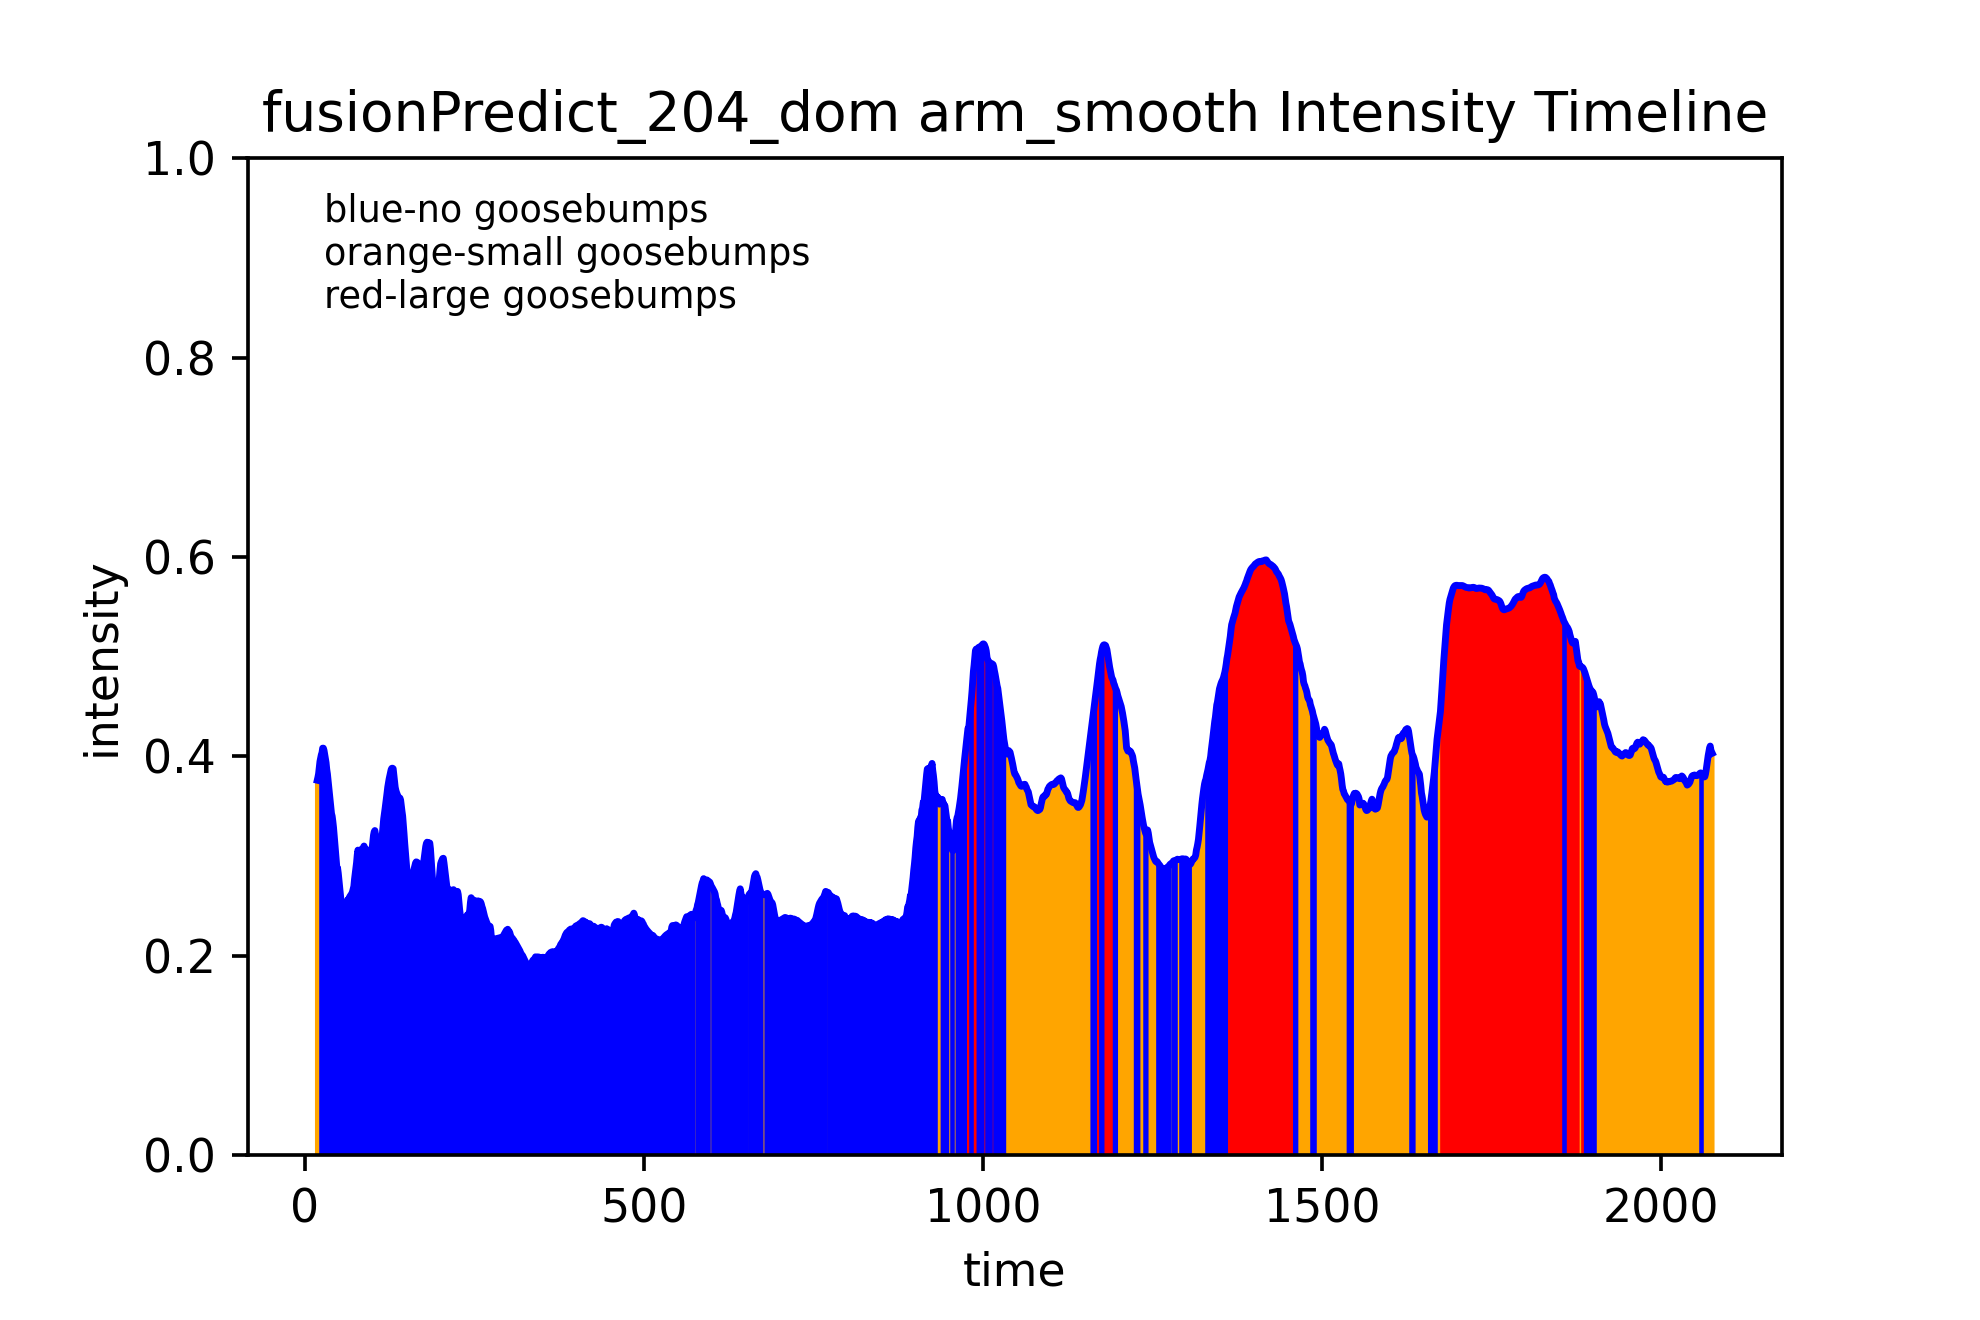 fusionPredict_204_dom arm_smooth Intensity Timeline
1.0
blue-no goosebumps
orange-small goosebumps
red-large goosebumps
0.8
0.6
intensity
0.4
0.2
0.0
0 500 1000 1500 2000
time